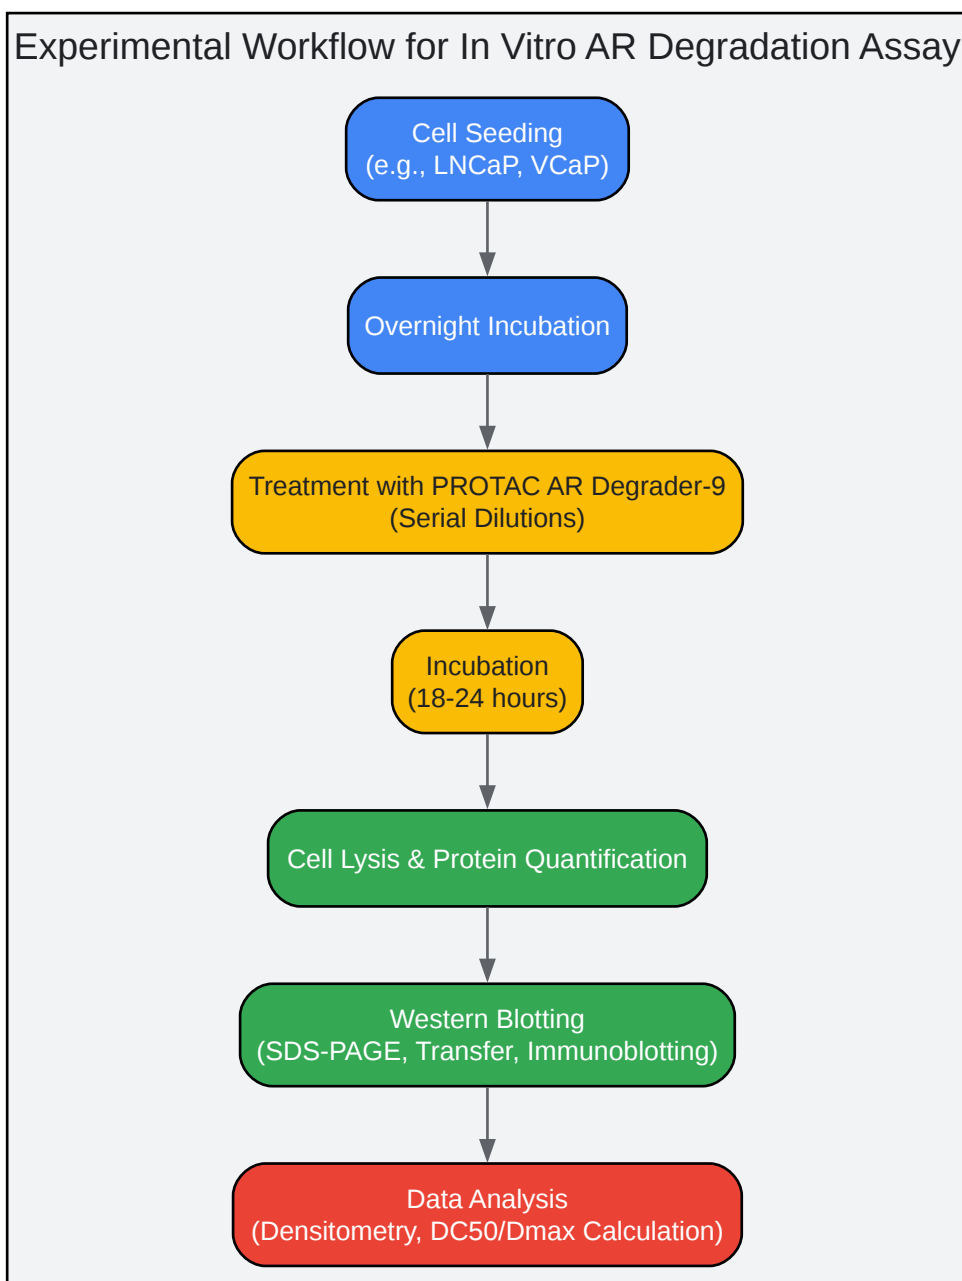 Experimental Workflow for In Vitro AR Degradation Assay
Cell Seeding
(e.g., LNCaP, VCaP)
Overnight Incubation
Treatment with PROTAC AR Degrader-9
(Serial Dilutions)
Incubation
(18-24 hours)
Cell Lysis & Protein Quantification
Western Blotting
(SDS-PAGE, Transfer, Immunoblotting)
Data Analysis
(Densitometry, DC50/Dmax Calculation)